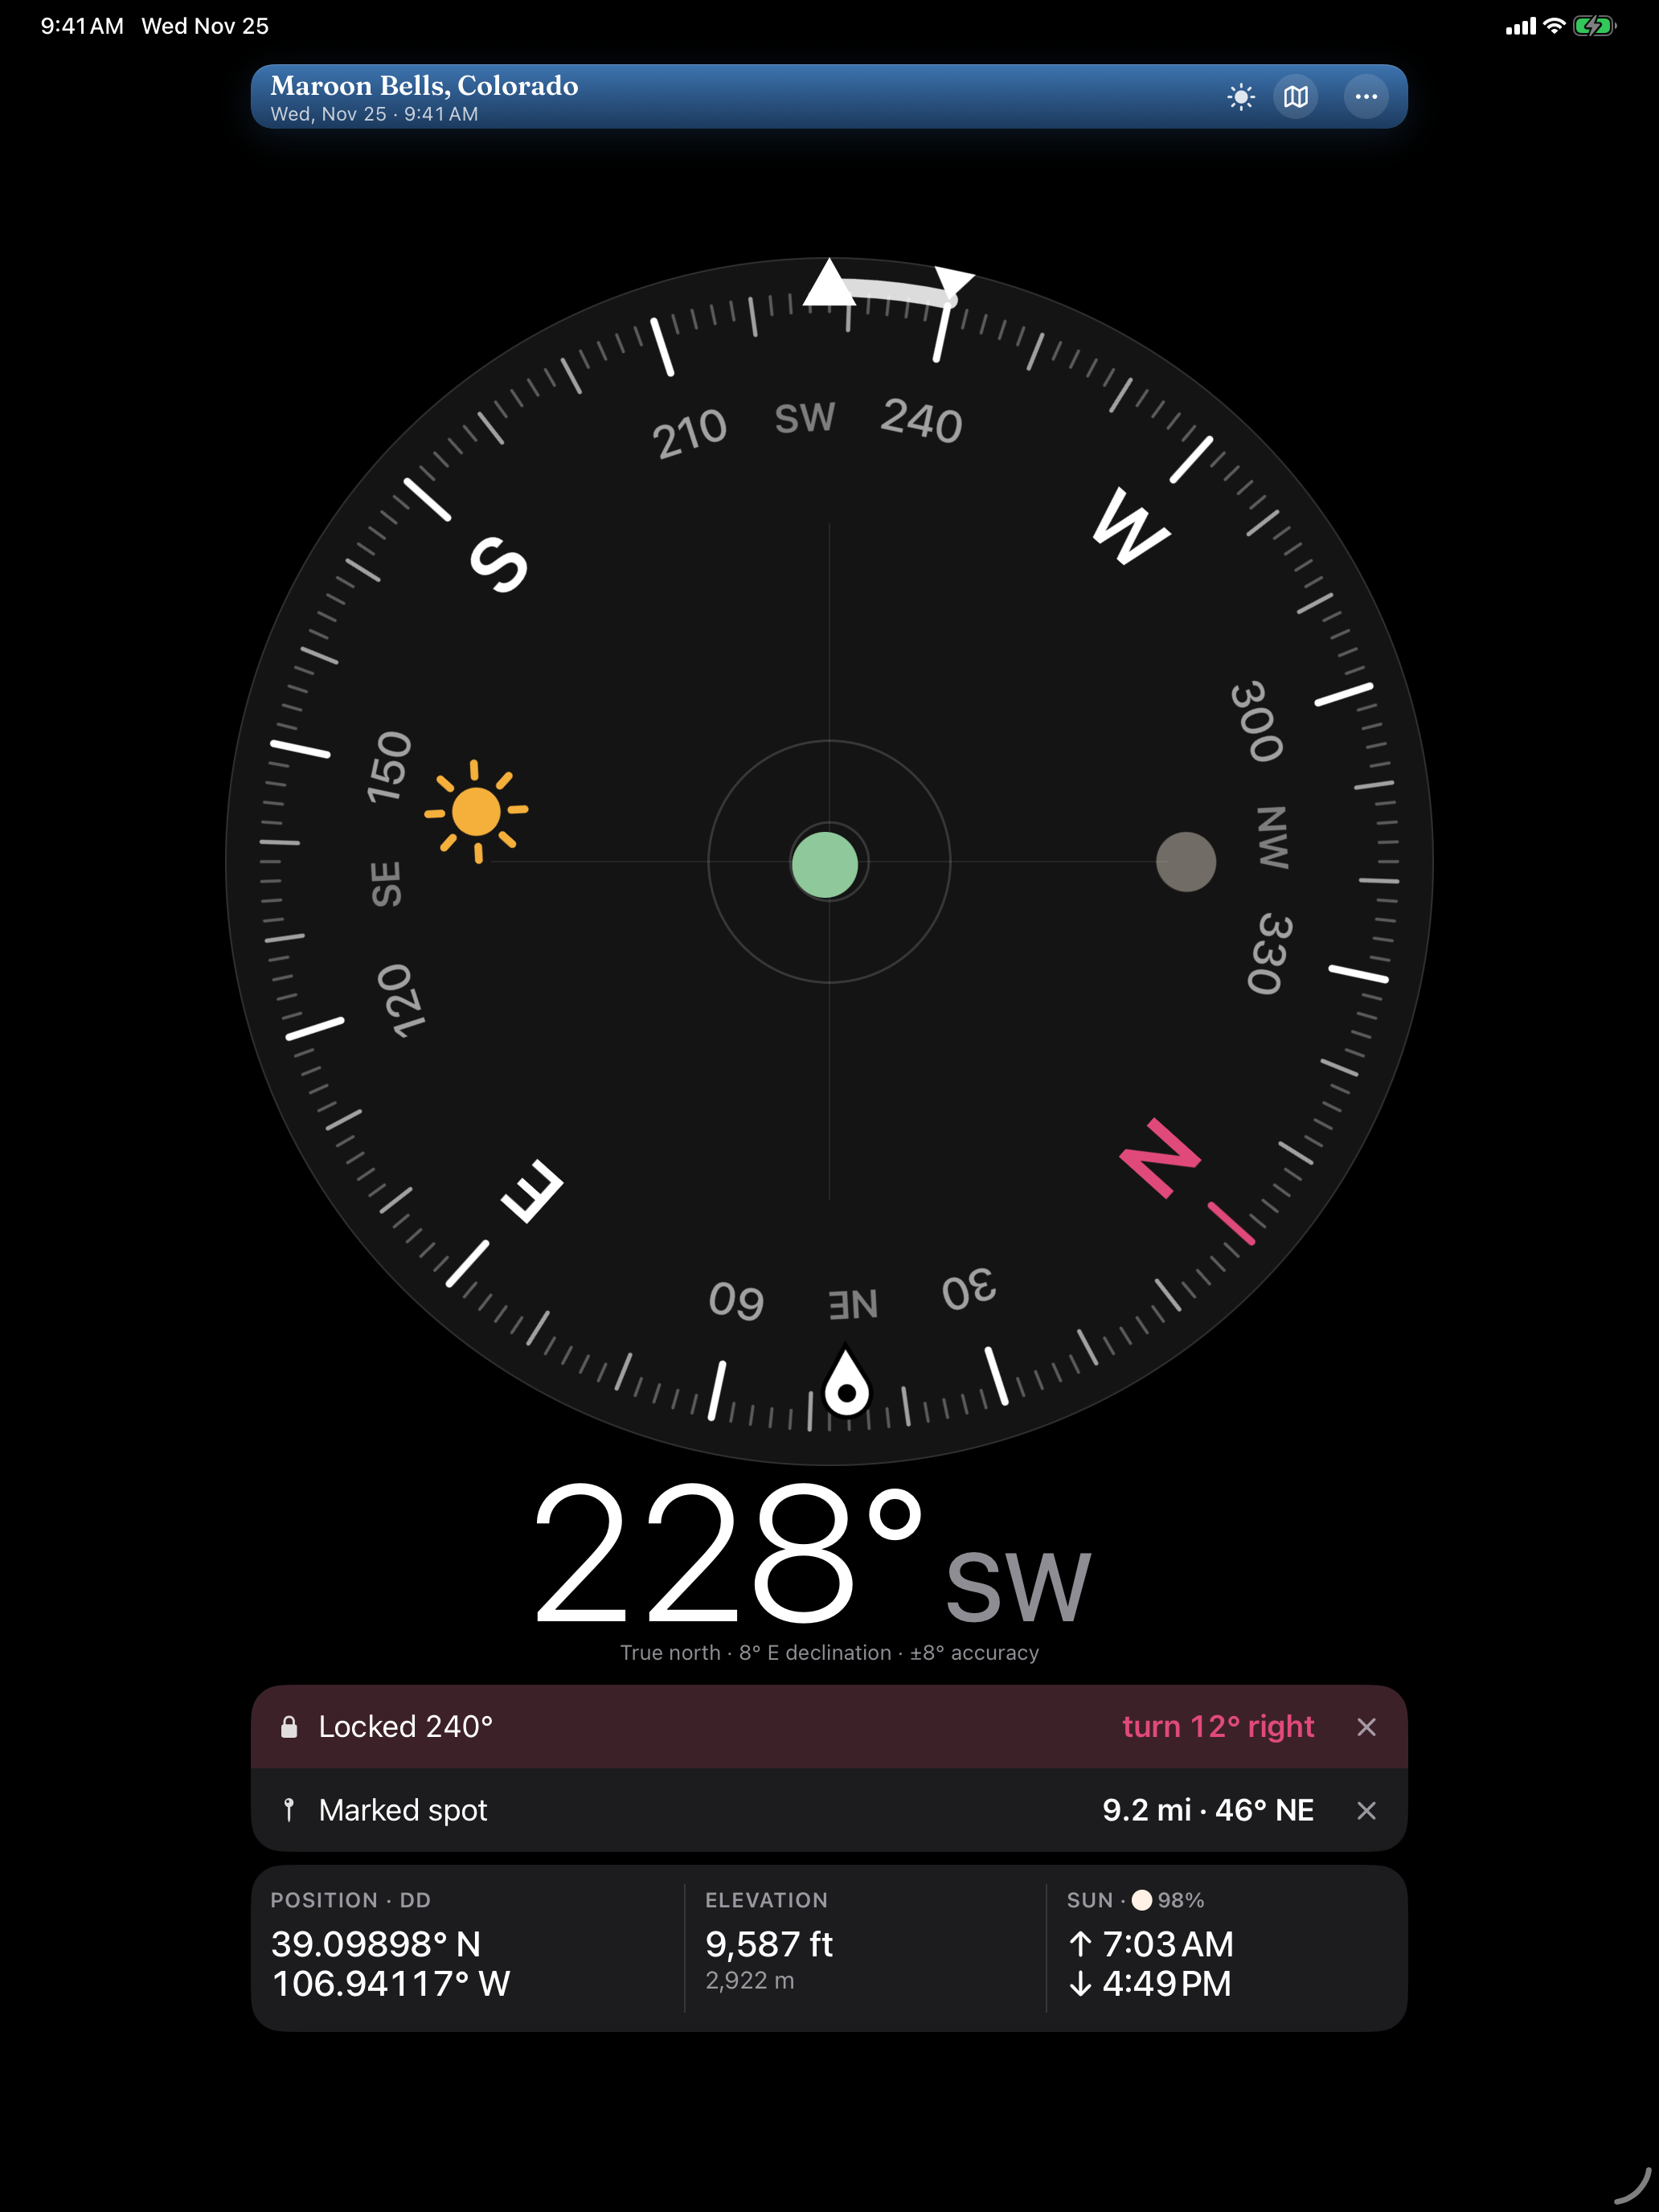 9:41 AM Wed Nov 25
Maroon Bells, Colorado
Wed, Nov 25 · 9:41 AM
210 SW 240
S
W
150
300
SE
NW
120
330
E
N
60 NE 30
228° SW
True north · 8° E declination · ±8° accuracy
Locked 240° turn 12° right
Marked spot 9.2 mi · 46° NE
POSITION · DD
39.09898° N
106.94117° W
ELEVATION
9,587 ft
2,922 m
SUN · 98%
↑ 7:03 AM
↓ 4:49 PM